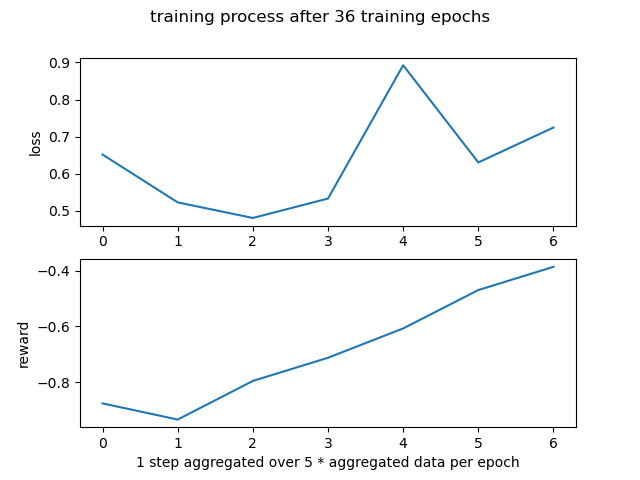 training process after 36 training epochs
0.9
0.8
0.7
0.6
0.5
loss
0 1 2 3 4 5 6
−0.4
−0.6
−0.8
reward
0 1 2 3 4 5 6
1 step aggregated over 5 * aggregated data per epoch